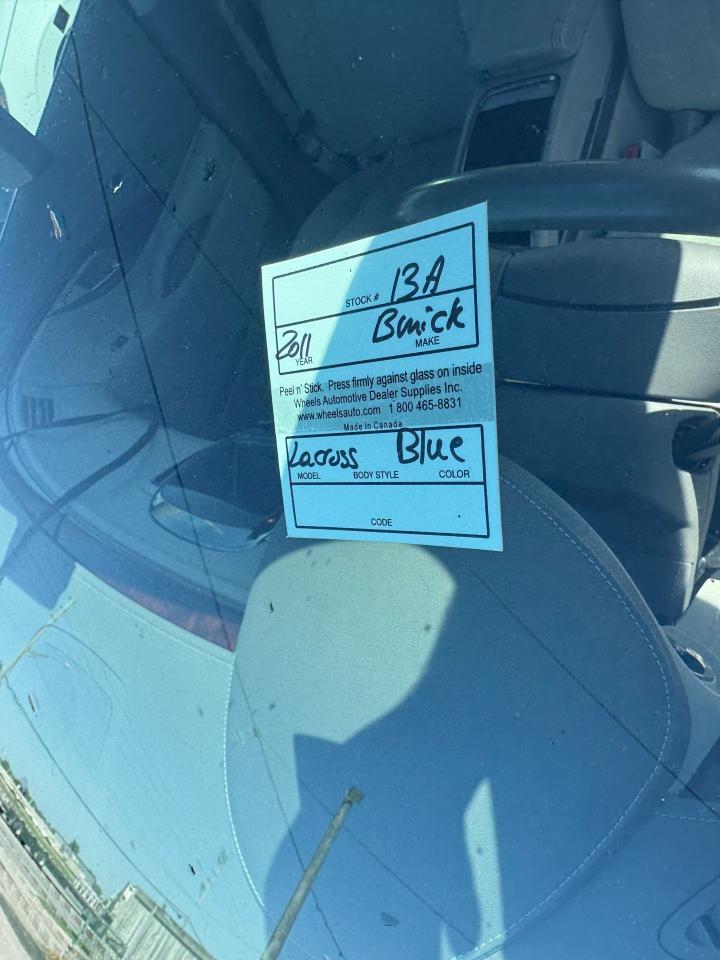 STOCK # 13A
2011 Buick
YEAR MAKE
Peel n' Stick. Press firmly against glass on inside
Wheels Automotive Dealer Supplies Inc.
www.wheelsauto.com 1 800 465-8831
Made in Canada
Lacross Blue
MODEL BODY STYLE COLOR
CODE